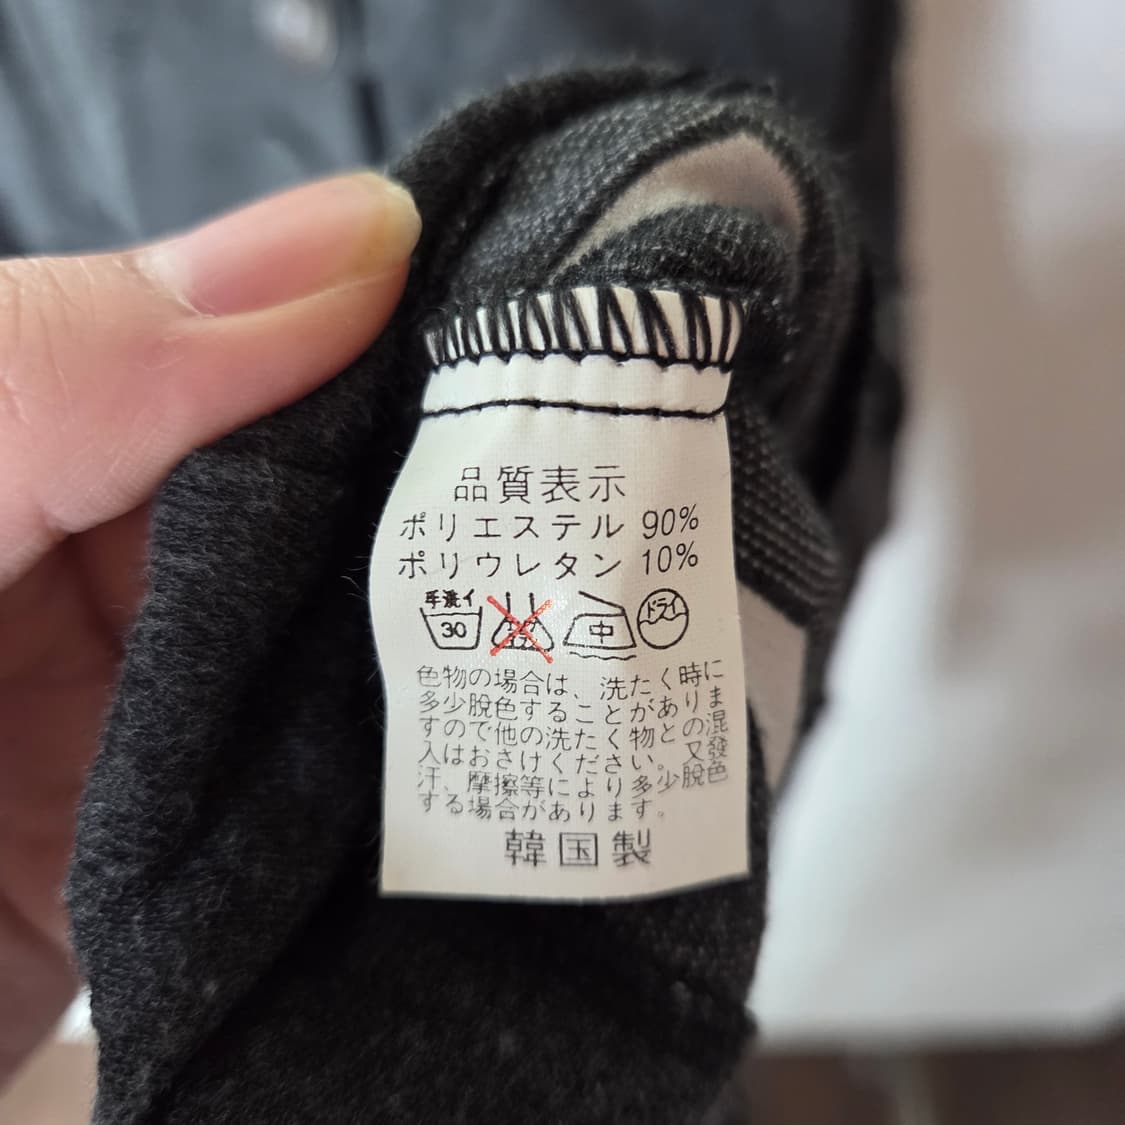 品質表示
ポリエステル 90%
ポリウレタン 10%
手洗イ 30 中 ドライ
色物の場合は、洗たく時に
多少脱色することがありま
すので他の洗たく物との混
入はおさけください。又發
汗、摩擦等により多少脱色
する場合があります。
韓国製